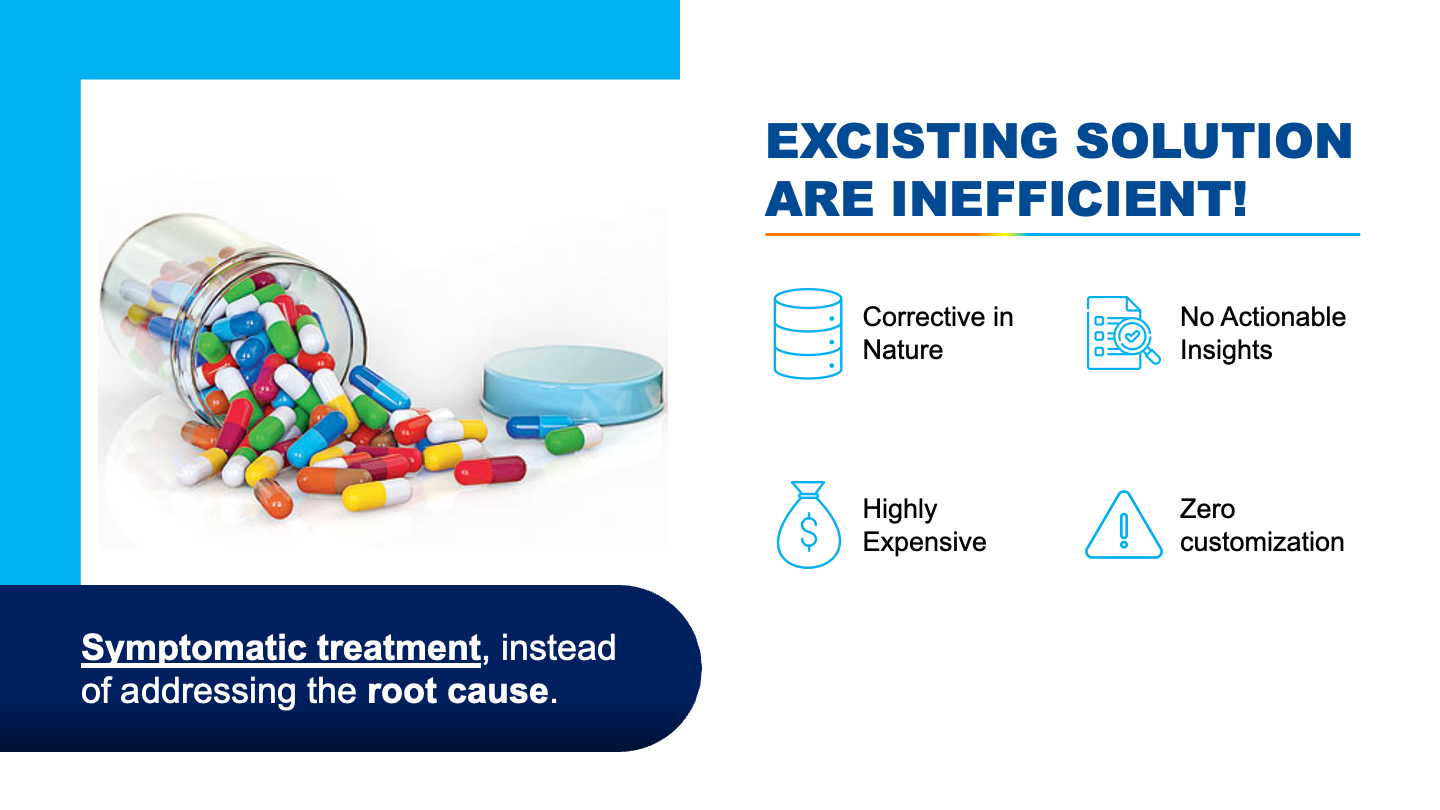 EXCISTING SOLUTION
ARE INEFFICIENT!
Corrective in
Nature
No Actionable
Insights
Highly
Expensive
Zero
customization
Symptomatic treatment, instead
of addressing the root cause.